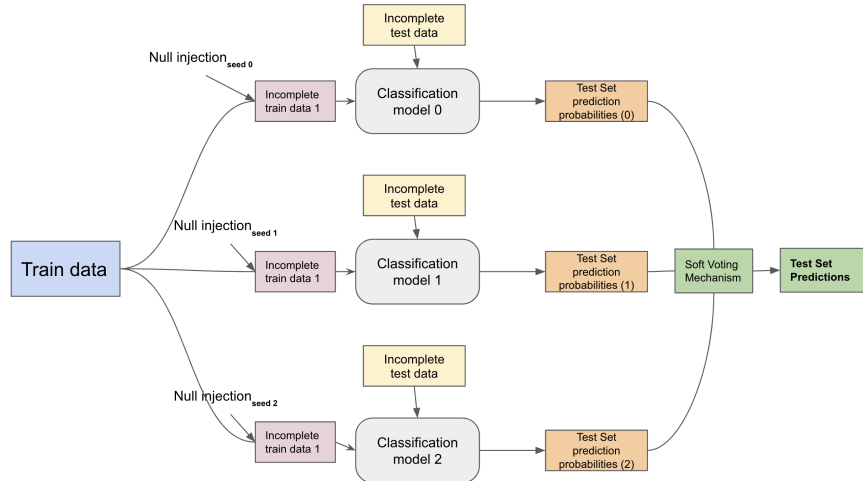 Incomplete
test data
Null injection seed 0
Incomplete
train data 1
Classification
model 0
Test Set
prediction
probabilities (0)
Incomplete
test data
Null injection seed 1
Train data
Incomplete
train data 1
Classification
model 1
Test Set
prediction
probabilities (1)
Soft Voting
Mechanism
Test Set
Predictions
Incomplete
test data
Null injection seed 2
Incomplete
train data 1
Classification
model 2
Test Set
prediction
probabilities (2)